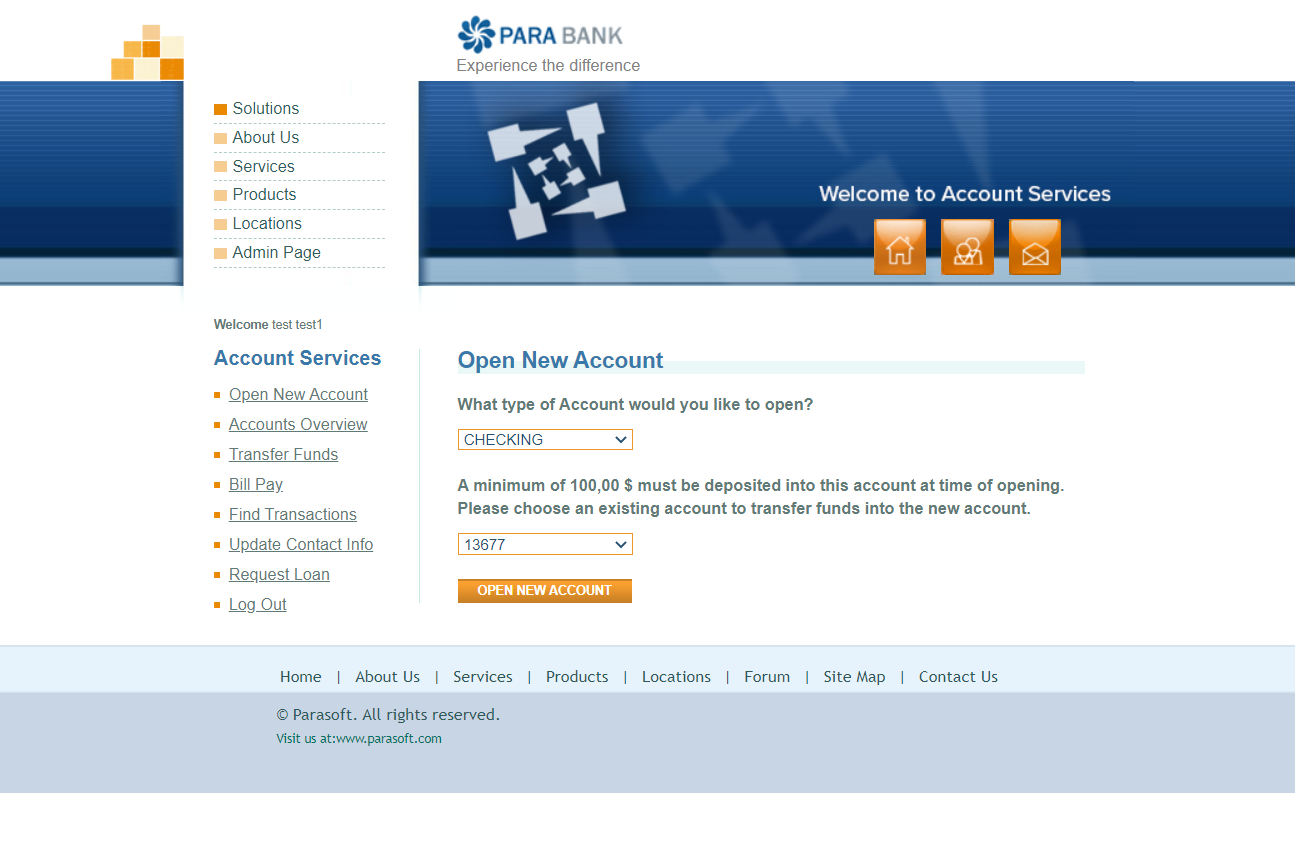 PARA BANK
Experience the difference
Solutions
About Us
Services
Products
Locations
Admin Page
Welcome to Account Services
Welcome test test1
Account Services
Open New Account
Accounts Overview
Transfer Funds
Bill Pay
Find Transactions
Update Contact Info
Request Loan
Log Out
Open New Account
What type of Account would you like to open?
CHECKING
A minimum of 100,00 $ must be deposited into this account at time of opening.
Please choose an existing account to transfer funds into the new account.
13677
OPEN NEW ACCOUNT
Home | About Us | Services | Products | Locations | Forum | Site Map | Contact Us
© Parasoft. All rights reserved.
Visit us at:www.parasoft.com